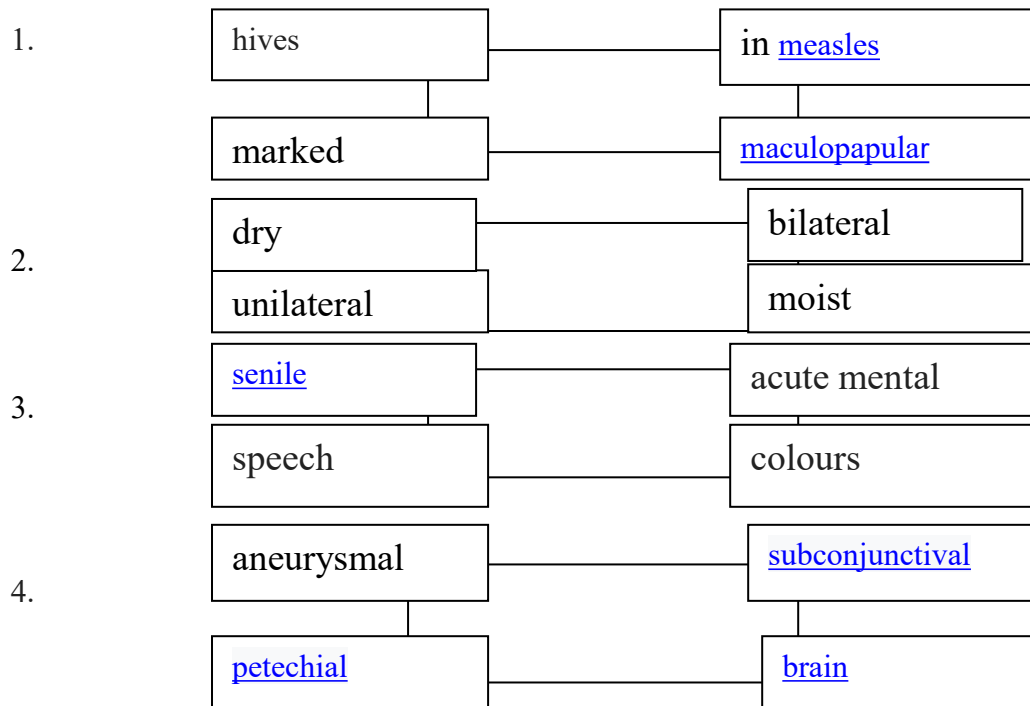 1. hives in measles
marked maculopapular
dry bilateral
2.
unilateral moist
senile acute mental
3.
speech colours
aneurysmal subconjunctival
4.
petechial brain